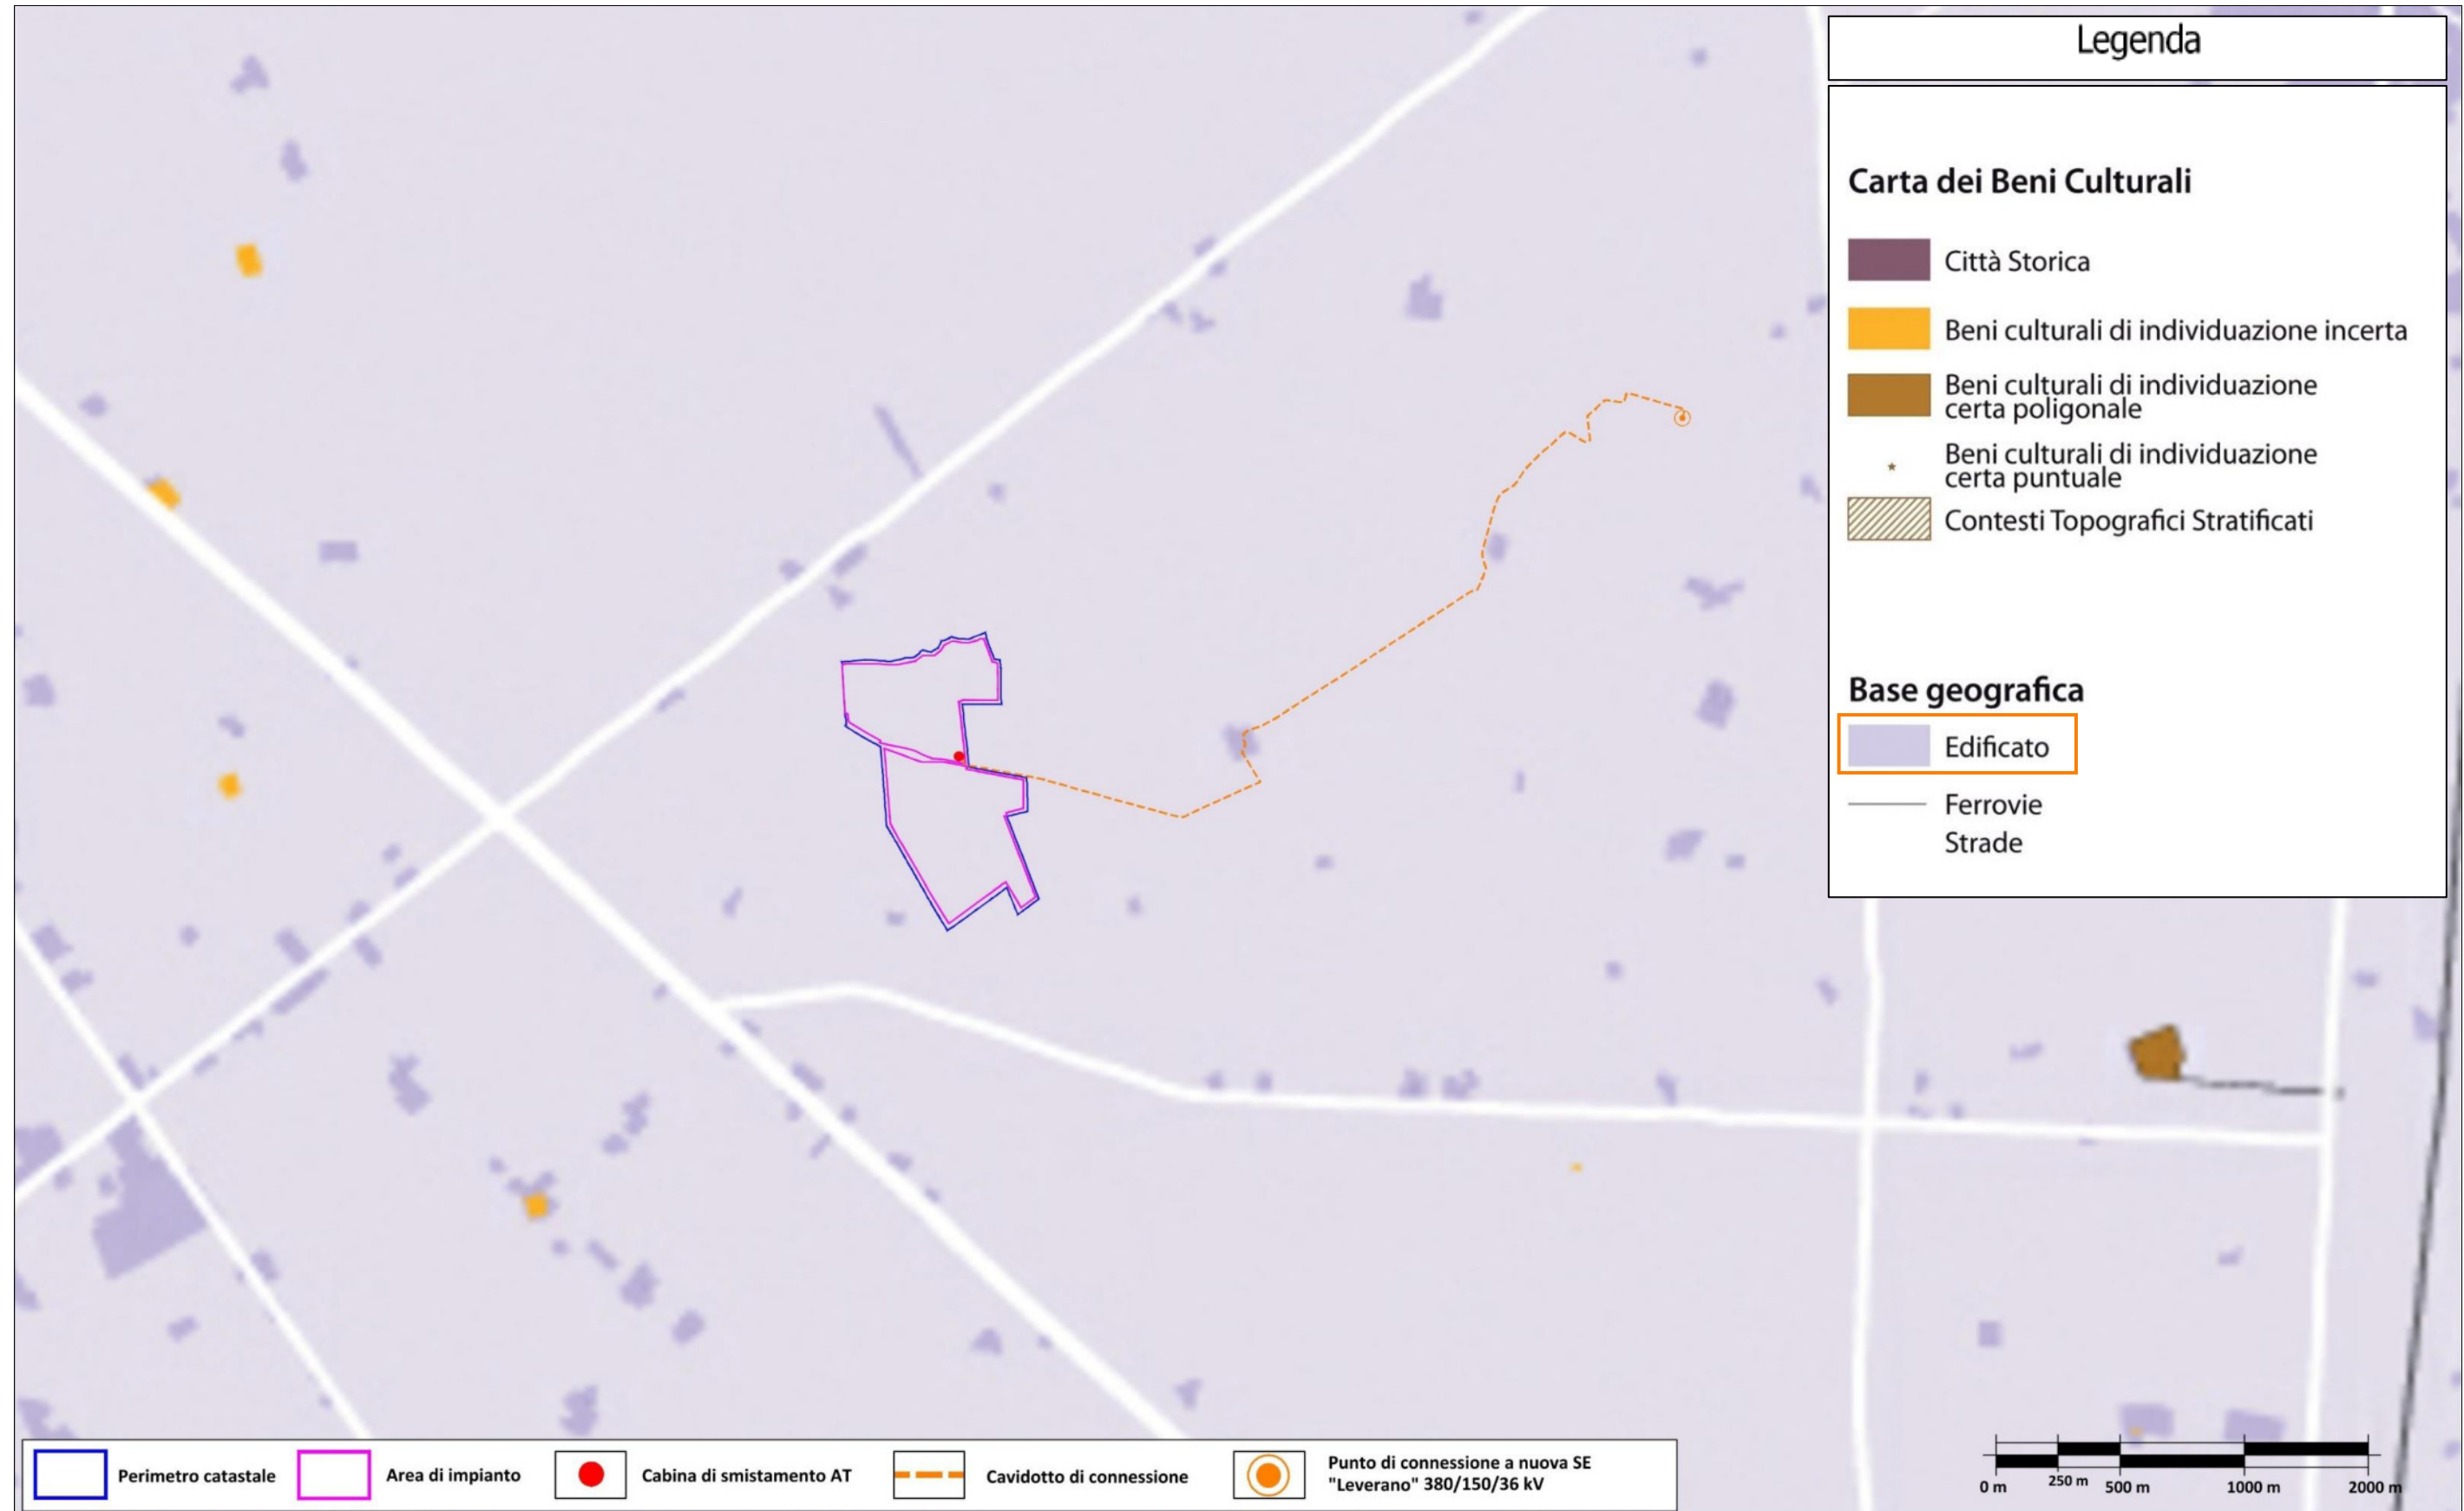 Legenda
Carta dei Beni Culturali
Città Storica
Beni culturali di individuazione incerta
Beni culturali di individuazione
certa poligonale
Beni culturali di individuazione
certa puntuale
Contesti Topografici Stratificati
Base geografica
Edificato
Ferrovie
Strade
Perimetro catastale
Area di impianto
Cabina di smistamento AT
Cavidotto di connessione
Punto di connessione a nuova SE
"Leverano" 380/150/36 kV
0 m 250 m 500 m 1000 m 2000 m